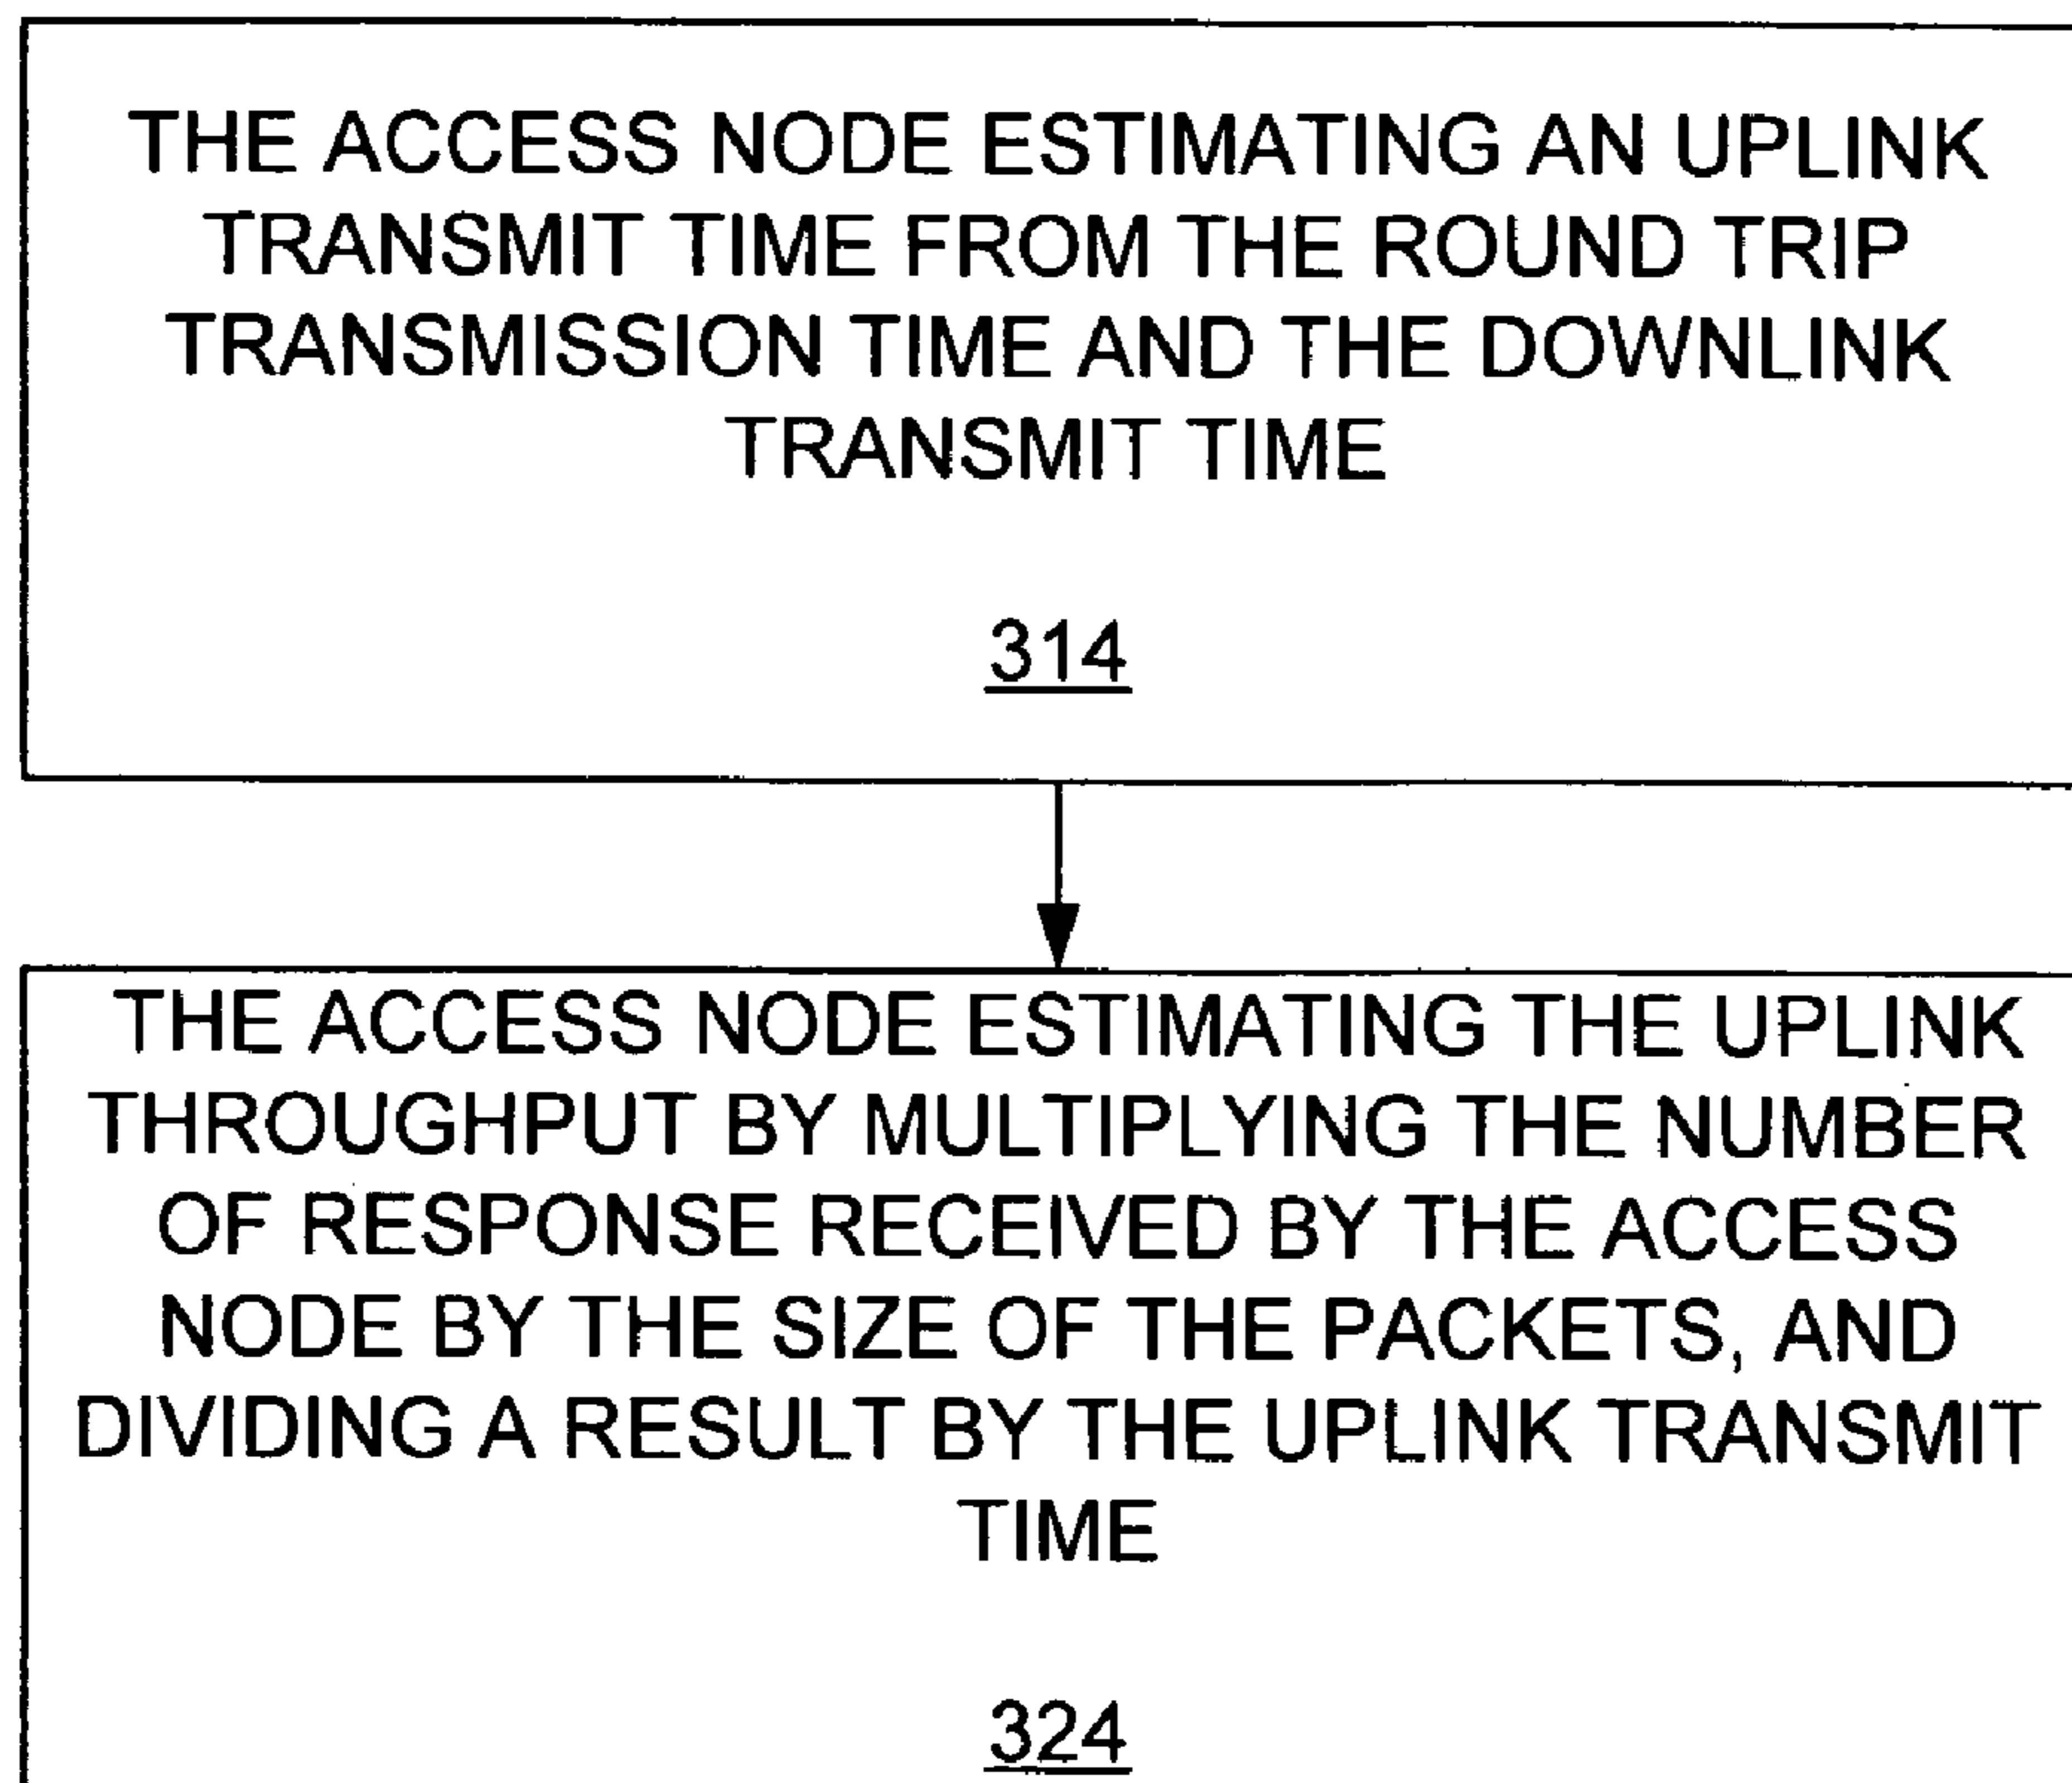 THE ACCESS NODE ESTIMATING AN UPLINK
TRANSMIT TIME FROM THE ROUND TRIP
TRANSMISSION TIME AND THE DOWNLINK
TRANSMIT TIME
314
THE ACCESS NODE ESTIMATING THE UPLINK
THROUGHPUT BY MULTIPLYING THE NUMBER
OF RESPONSE RECEIVED BY THE ACCESS
NODE BY THE SIZE OF THE PACKETS, AND
DIVIDING A RESULT BY THE UPLINK TRANSMIT
TIME
324